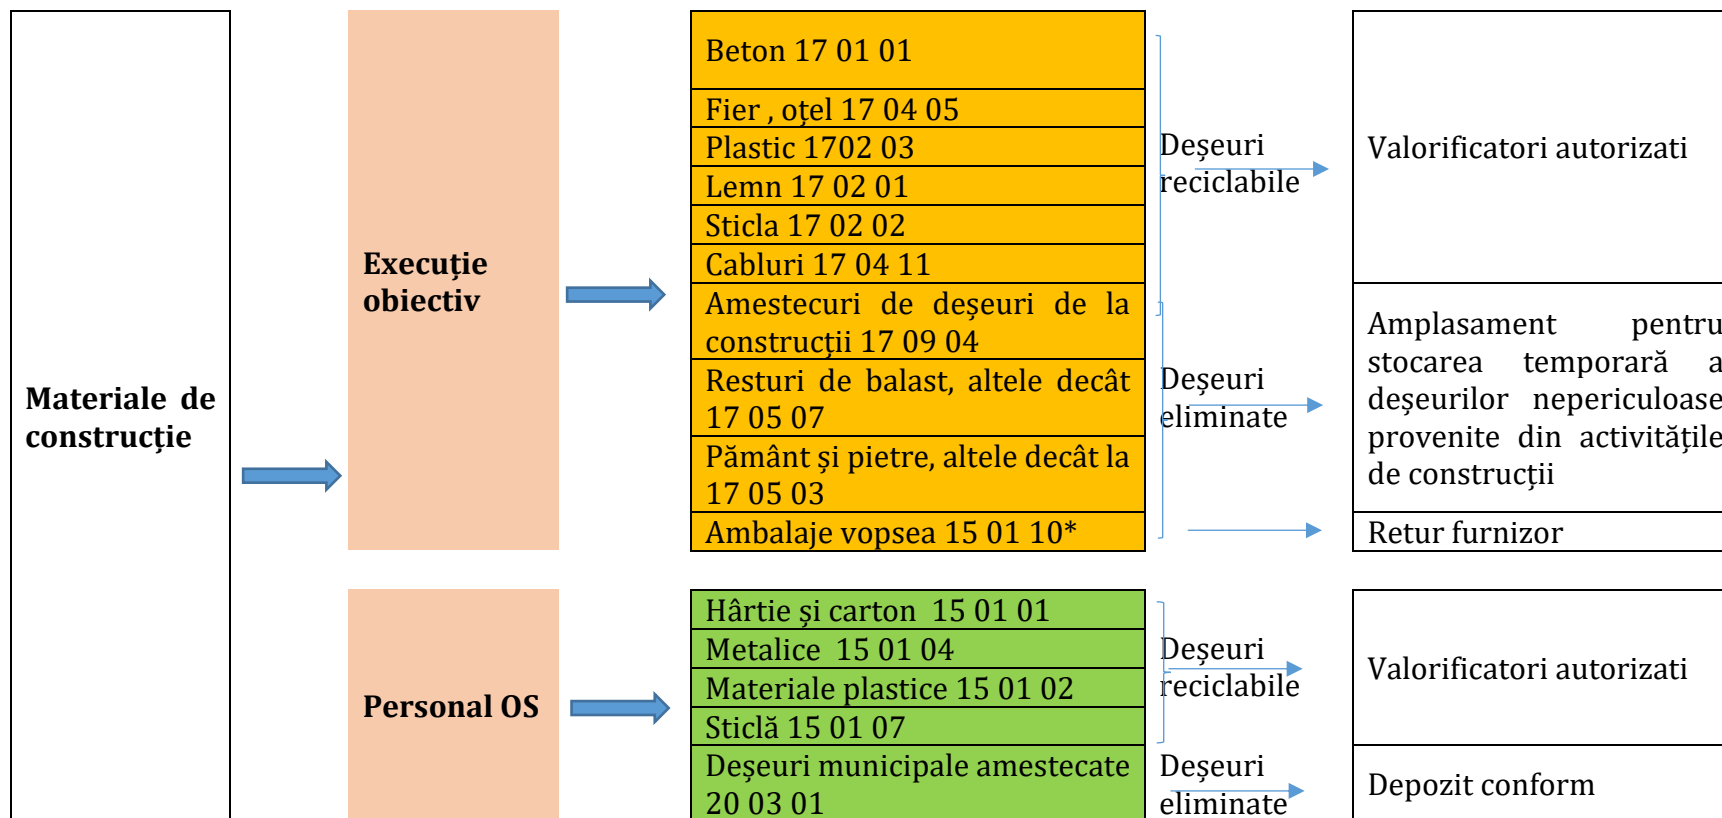 Materiale de
construcție
Execuție
obiectiv
Beton 17 01 01
Fier , oțel 17 04 05
Plastic 1702 03
Lemn 17 02 01
Sticla 17 02 02
Cabluri 17 04 11
Amestecuri de deșeuri de la
construcții 17 09 04
Resturi de balast, altele decât
17 05 07
Pământ și pietre, altele decât la
17 05 03
Ambalaje vopsea 15 01 10*
Deșeuri
reciclabile
Valorificatori autorizati
Deșeuri
eliminate
Amplasament pentru
stocarea temporară a
deșeurilor nepericuloase
provenite din activitățile
de construcții
Retur furnizor
Personal OS
Hârtie și carton 15 01 01
Metalice 15 01 04
Materiale plastice 15 01 02
Sticlă 15 01 07
Deșeuri municipale amestecate
20 03 01
Deșeuri
reciclabile
Valorificatori autorizati
Deșeuri
eliminate
Depozit conform